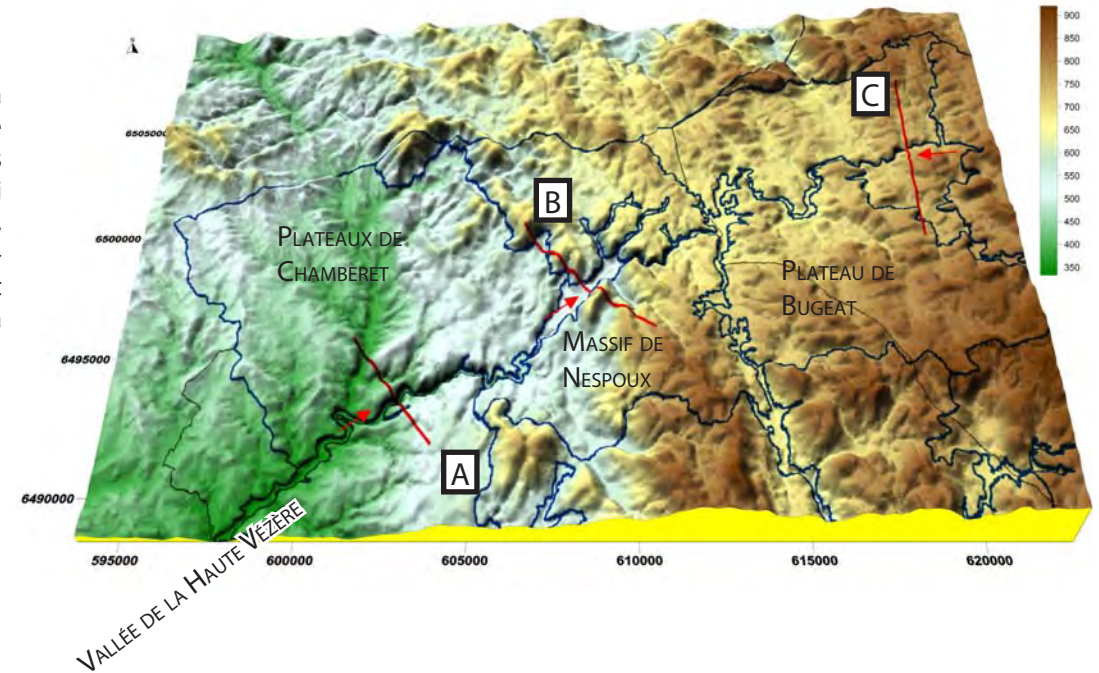 C
B
A
PLATEAUX DE
CHAMBERET
PLATEAU DE
BUGEAT
MASSIF DE
NESPOUX
VALLÉE DE LA HAUTE VÉZÈRE
6505000
6500000
6495000
6490000
595000 600000 605000 610000 615000 620000
900
850
800
750
700
650
600
550
500
450
400
350